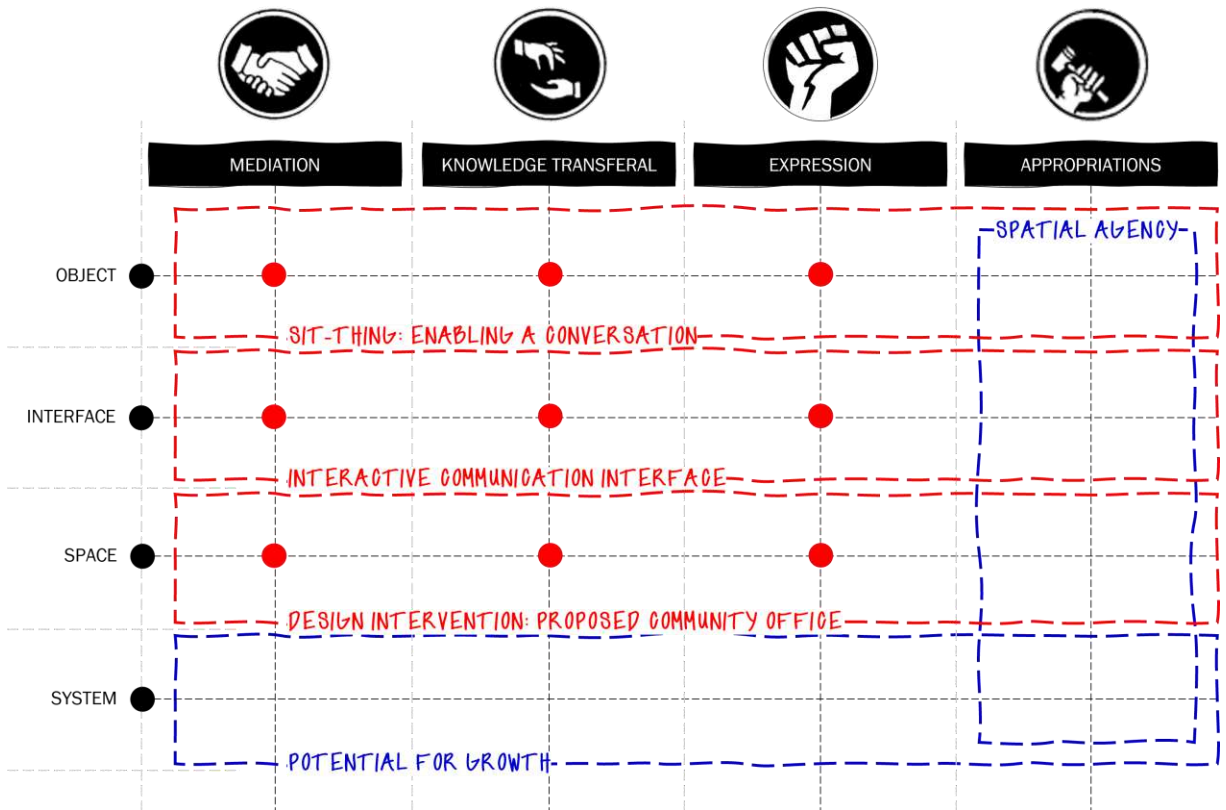 MEDIATION
KNOWLEDGE TRANSFERAL
EXPRESSION
APPROPRIATIONS
SPATIAL AGENCY
OBJECT
SIT-THING: ENABLING A CONVERSATION
INTERFACE
INTERACTIVE COMMUNICATION INTERFACE
SPACE
DESIGN INTERVENTION: PROPOSED COMMUNITY OFFICE
SYSTEM
POTENTIAL FOR GROWTH